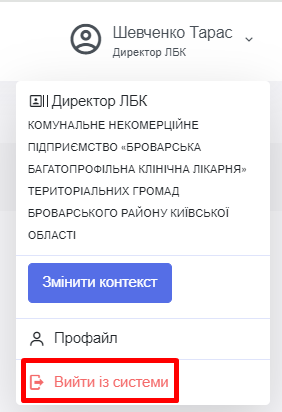 Шевченко Тарас
Директор ЛБК
Директор ЛБК
КОМУНАЛЬНЕ НЕКОМЕРЦІЙНЕ
ПІДПРИЄМСТВО «БРОВАРСЬКА
БАГАТОПРОФІЛЬНА КЛІНІЧНА ЛІКАРНЯ»
ТЕРИТОРІАЛЬНИХ ГРОМАД
БРОВАРСЬКОГО РАЙОНУ КИЇВСЬКОЇ
ОБЛАСТІ
Змінити контекст
Профайл
Вийти із системи